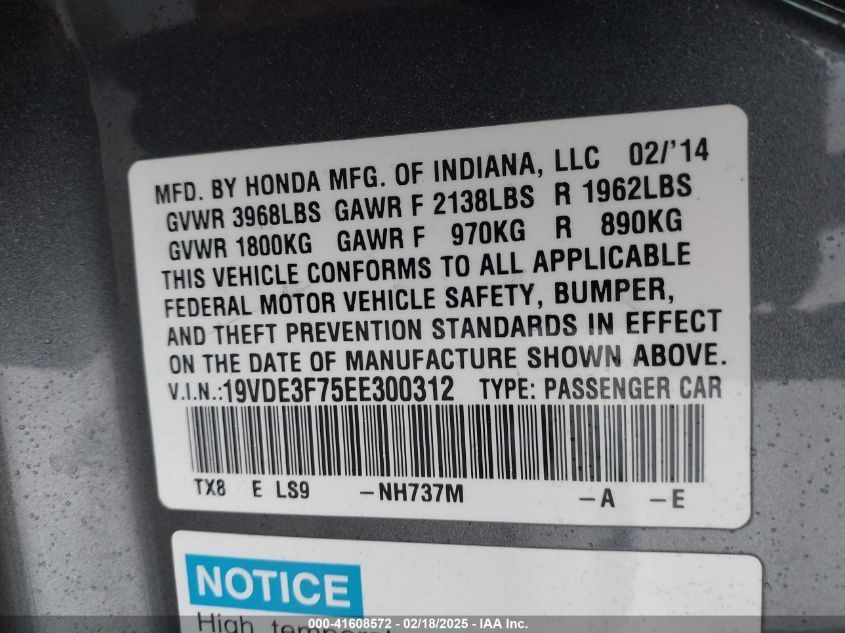 MFD. BY HONDA MFG. OF INDIANA, LLC 02/'14
GVWR 3968LBS GAWR F 2138LBS R 1962LBS
GVWR 1800KG GAWR F 970KG R 890KG
THIS VEHICLE CONFORMS TO ALL APPLICABLE
FEDERAL MOTOR VEHICLE SAFETY, BUMPER,
AND THEFT PREVENTION STANDARDS IN EFFECT
ON THE DATE OF MANUFACTURE SHOWN ABOVE.
V.I.N.:19VDE3F75EE300312 TYPE: PASSENGER CAR
TX8 E LS9 -NH737M -A -E
NOTICE
High
000-41608572 - 02/18/2025 - IAA Inc.